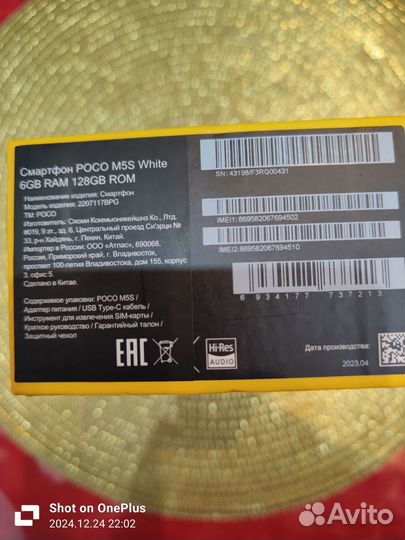 Смартфон POCO M5S White
6GB RAM 128GB ROM
Наименование изделия: Смартфон
Модель изделия: 2207117BPG
ТМ: POCO
Изготовитель: Сяоми Коммьюникейшнз Ко., Лтд.
#019, 9 эт., зд. 6, Центральный проезд Си'эрци №
33, р-н Хайдянь, г. Пекин, Китай.
Импортер в России: ООО «Атлас», 690068,
Россия, Приморский край, г. Владивосток,
проспект 100-летия Владивостока, дом 155, корпус
3, офис 5.
Сделано в Китае.
Содержимое упаковки: POCO M5S /
Адаптер питания / USB Type-C кабель /
Инструмент для извлечения SIM-карты /
Краткое руководство / Гарантийный талон /
Защитный чехол
EAC
Hi-Res
AUDIO
SN: 43198/F3RQ00431
IMEI1: 869582067694502
IMEI2: 869582067694510
6 934177 737213
Дата производства:
2023.04
Shot on OnePlus
2024.12.24 22:02
Avito